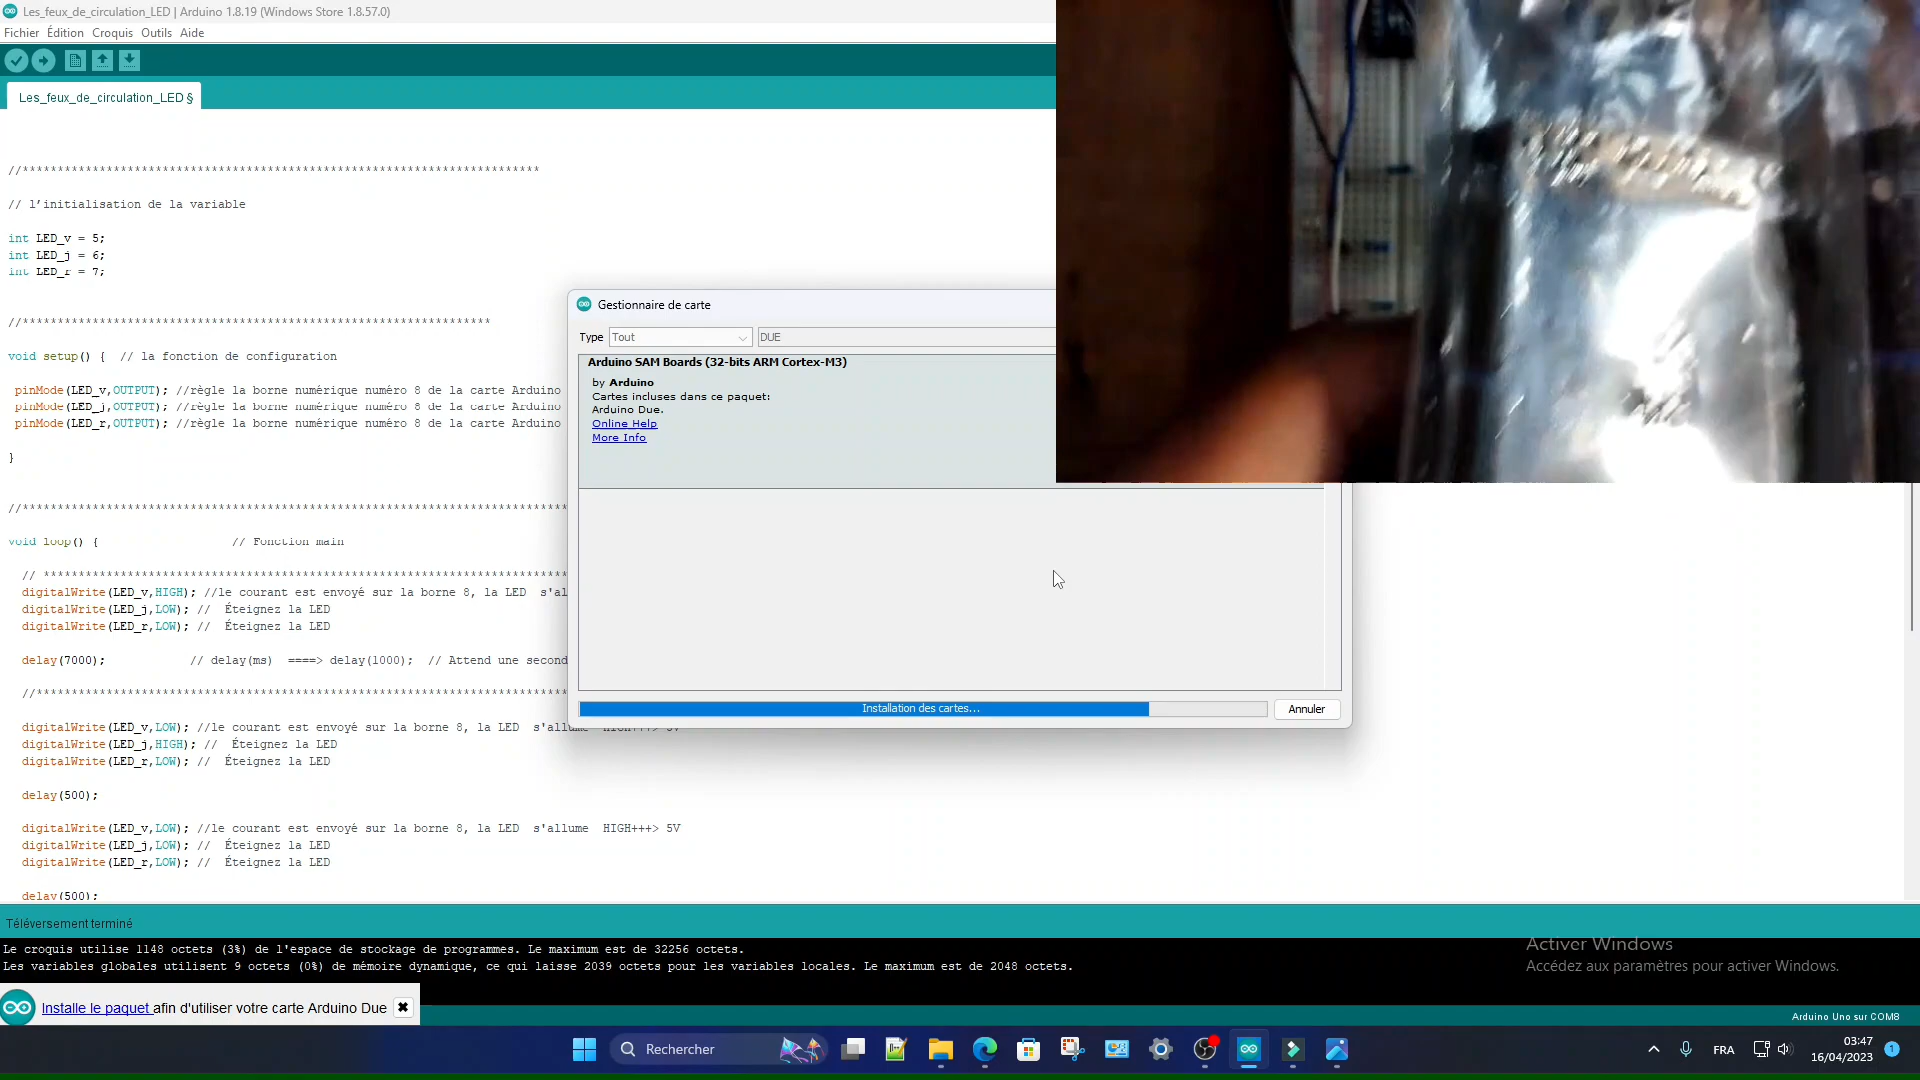 Les_feux_de_circulation_LED | Arduino 1.8.19 (Windows Store 1.8.57.0)
Fichier Édition Croquis Outils Aide
Les_feux_de_circulation_LED §
//**************************************************************************
// l'initialisation de la variable
int LED_v = 5;
int LED_j = 6;
int LED_r = 7;
//*******************************************************************
void setup() {  // la fonction de configuration
pinMode(LED_v,OUTPUT); //règle la borne numérique numéro 8 de la carte Arduino
pinMode(LED_j,OUTPUT); //règle la borne numérique numéro 8 de la carte Arduino
pinMode(LED_r,OUTPUT); //règle la borne numérique numéro 8 de la carte Arduino
}
//******************************************************************************
void loop() {                   // Fonction main
// ***************************************************************************
digitalWrite(LED_v,HIGH); //le courant est envoyé sur la borne 8, la LED  s'al
digitalWrite(LED_j,LOW); //  Éteignez la LED
digitalWrite(LED_r,LOW); //  Éteignez la LED
delay(7000);            // delay(ms)  ====> delay(1000);  // Attend une second
//****************************************************************************
digitalWrite(LED_v,LOW); //le courant est envoyé sur la borne 8, la LED  s'allume  HIGH+++> 5V
digitalWrite(LED_j,HIGH); //  Éteignez la LED
digitalWrite(LED_r,LOW); //  Éteignez la LED
delay(500);
digitalWrite(LED_v,LOW); //le courant est envoyé sur la borne 8, la LED  s'allume  HIGH+++> 5V
digitalWrite(LED_j,LOW); //  Éteignez la LED
digitalWrite(LED_r,LOW); //  Éteignez la LED
delay(500);
Gestionnaire de carte
Type Tout DUE
Arduino SAM Boards (32-bits ARM Cortex-M3)
by Arduino
Cartes incluses dans ce paquet:
Arduino Due.
Online Help
More Info
Installation des cartes...
Annuler
Téléversement terminé
Le croquis utilise 1148 octets (3%) de l'espace de stockage de programmes. Le maximum est de 32256 octets.
Les variables globales utilisent 9 octets (0%) de mémoire dynamique, ce qui laisse 2039 octets pour les variables locales. Le maximum est de 2048 octets.
Activer Windows
Accédez aux paramètres pour activer Windows.
Installe le paquet afin d'utiliser votre carte Arduino Due
Arduino Uno sur COM8
Rechercher
FRA
03:47
16/04/2023
1